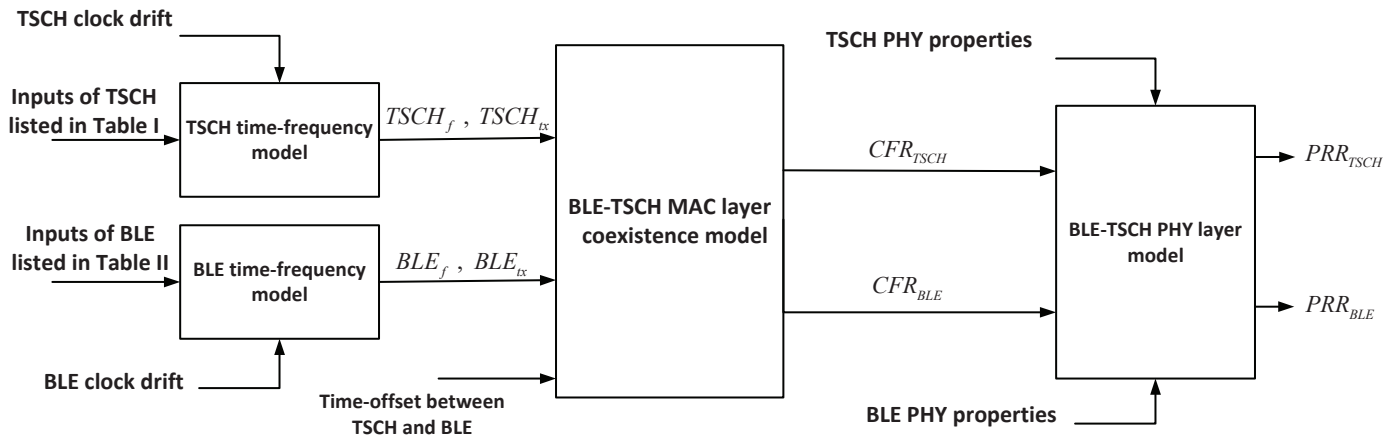 TSCH clock drift
Inputs of TSCH
listed in Table I
TSCH time-frequency
model
TSCH_f , TSCH_tx
Inputs of BLE
listed in Table II
BLE time-frequency
model
BLE_f , BLE_tx
BLE clock drift
Time-offset between
TSCH and BLE
BLE-TSCH MAC layer
coexistence model
CFR_TSCH
CFR_BLE
TSCH PHY properties
BLE-TSCH PHY layer
model
BLE PHY properties
PRR_TSCH
PRR_BLE